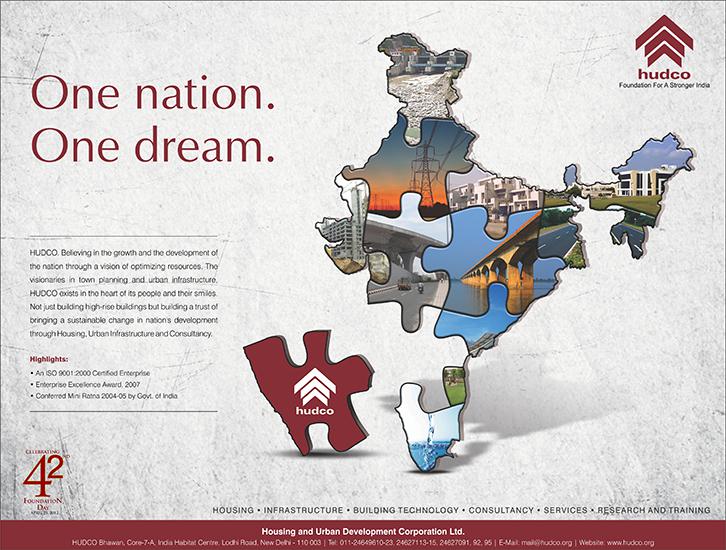 hudco
Foundation For A Stronger India
One nation.
One dream.
HUDCO. Believing in the growth and the development of
the nation through a vision of optimizing resources. The
visionaries in town planning and urban infrastructure,
HUDCO exists in the heart of its people and their smiles.
Not just building high-rise buildings but building a trust of
bringing a sustainable change in nation's development
through Housing, Urban Infrastructure and Consultancy.
Highlights:
• An ISO 9001:2000 Certified Enterprise
• Enterprise Excellence Award, 2007
• Conferred Mini Ratna 2004-05 by Govt. of India
hudco
CELEBRATING
42ND
FOUNDATION
DAY
APRIL 25, 2012
HOUSING • INFRASTRUCTURE • BUILDING TECHNOLOGY • CONSULTANCY • SERVICES • RESEARCH AND TRAINING
Housing and Urban Development Corporation Ltd.
HUDCO Bhawan, Core-7-A, India Habitat Centre, Lodhi Road, New Delhi - 110 003 | Tel: 011-24649610-23, 24627113-15, 24627091, 92, 95 | E-Mail: mail@hudco.org | Website: www.hudco.org